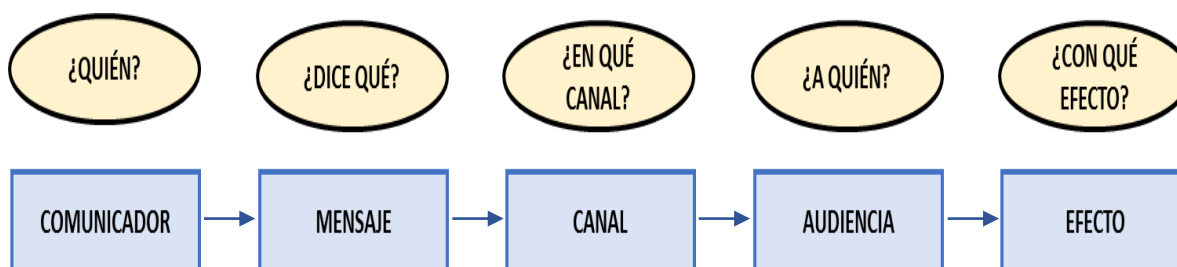 ¿QUIÉN?
¿DICE QUÉ?
¿EN QUÉ
CANAL?
¿A QUIÉN?
¿CON QUÉ
EFECTO?
COMUNICADOR
MENSAJE
CANAL
AUDIENCIA
EFECTO